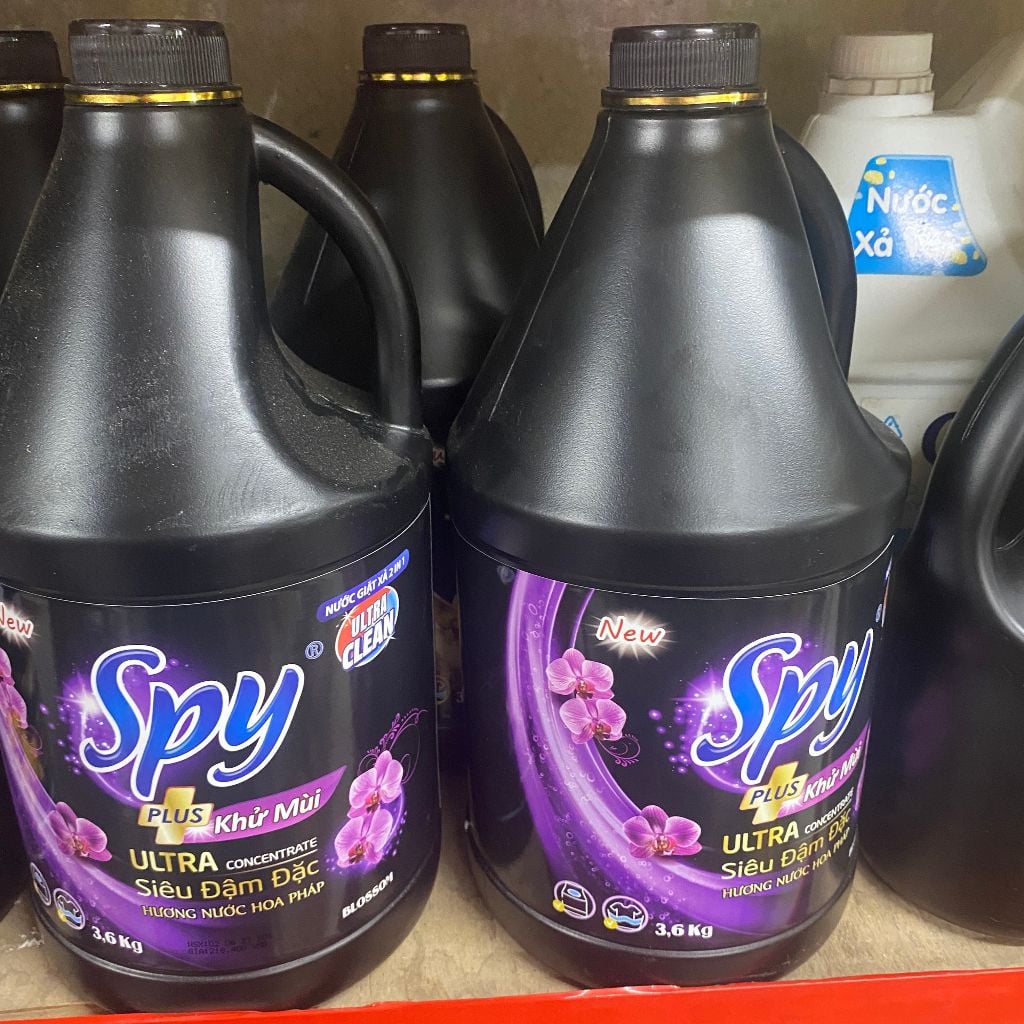 Nước
Xả
NƯỚC GIẶT XẢ 2 IN 1
ULTRA
CLEAN
New
Spy
®
PLUS
Khử Mùi
ULTRA CONCENTRATE
Siêu Đậm Đặc
HƯƠNG NƯỚC HOA PHÁP
BLOSSOM
3,6 Kg
New
Spy
PLUS
Khử Mùi
ULTRA CONCENTRATE
Siêu Đậm Đặc
HƯƠNG NƯỚC HOA PHÁP
3,6 Kg